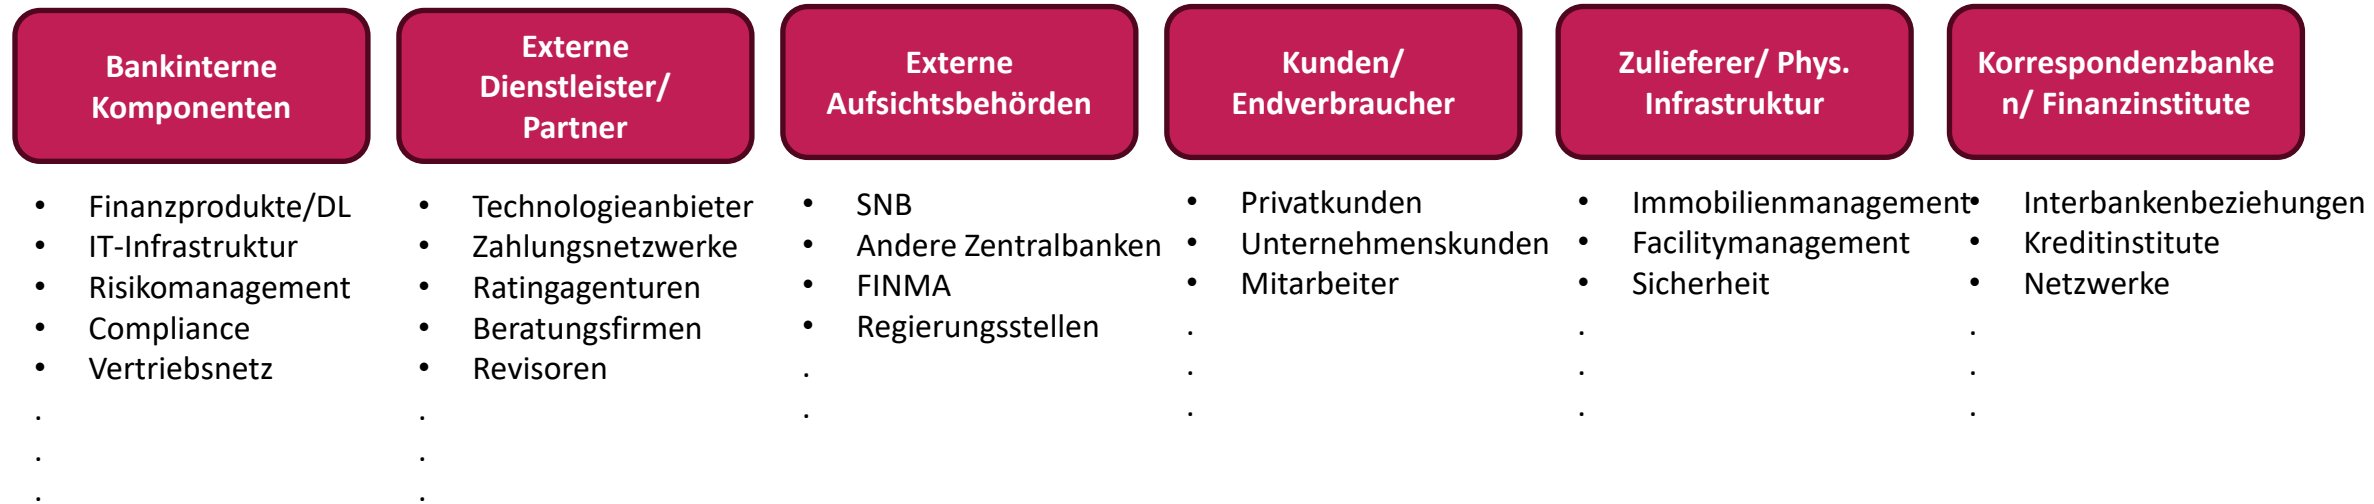 Bankinterne
Komponenten
• Finanzprodukte/DL
• IT-Infrastruktur
• Risikomanagement
• Compliance
• Vertriebsnetz
.
.
.
Externe
Dienstleister/
Partner
• Technologieanbieter
• Zahlungsnetzwerke
• Ratingagenturen
• Beratungsfirmen
• Revisoren
.
.
.
Externe
Aufsichtsbehörden
• SNB
• Andere Zentralbanken
• FINMA
• Regierungsstellen
.
.
Kunden/
Endverbraucher
• Privatkunden
• Unternehmenskunden
• Mitarbeiter
.
.
.
Zulieferer/ Phys.
Infrastruktur
• Immobilienmanagement
• Facilitymanagement
• Sicherheit
.
.
.
Korrespondenzbanke
n/ Finanzinstitute
• Interbankenbeziehungen
• Kreditinstitute
• Netzwerke
.
.
.